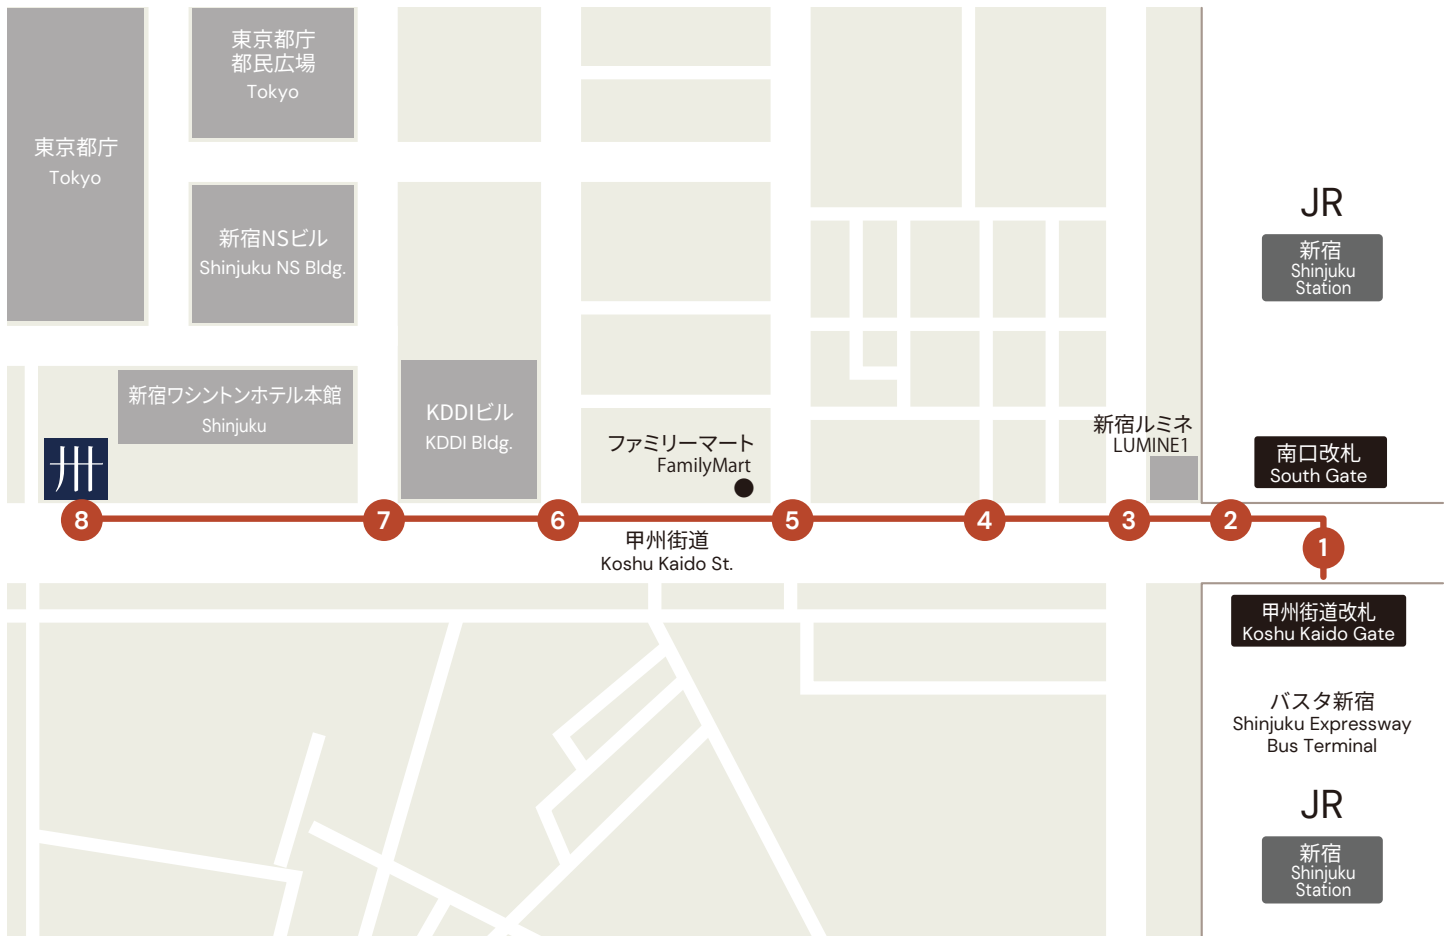 東京都庁
都民広場
Tokyo
東京都庁
Tokyo
新宿NSビル
Shinjuku NS Bldg.
JR
新宿
Shinjuku
Station
新宿ワシントンホテル本館
Shinjuku
KDDIビル
KDDI Bldg.
ファミリーマート
FamilyMart
新宿ルミネ
LUMINE1
南口改札
South Gate
卅
8
7
6
5
4
3
2
1
甲州街道
Koshu Kaido St.
甲州街道改札
Koshu Kaido Gate
バスタ新宿
Shinjuku Expressway
Bus Terminal
JR
新宿
Shinjuku
Station